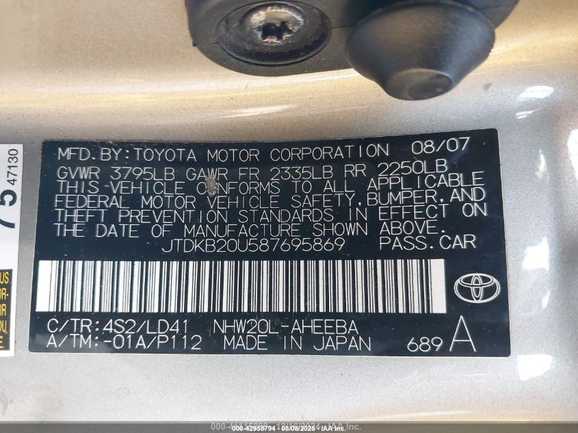 MFD.BY:TOYOTA MOTOR CORPORATION 08/07
GVWR 3795LB GAWR FR 2335LB RR 2250LB
THIS VEHICLE CONFORMS TO ALL APPLICABLE
FEDERAL MOTOR VEHICLE SAFETY, BUMPER, AND
THEFT PREVENTION STANDARDS IN EFFECT ON THE
DATE OF MANUFACTURE SHOWN ABOVE.
JTDKB20U587695869 PASS.CAR
C/TR:4S2/LD41 NHW20L-AHEEBA
A/TM:-01A/P112 MADE IN JAPAN 689 A
TOYOTA
47130